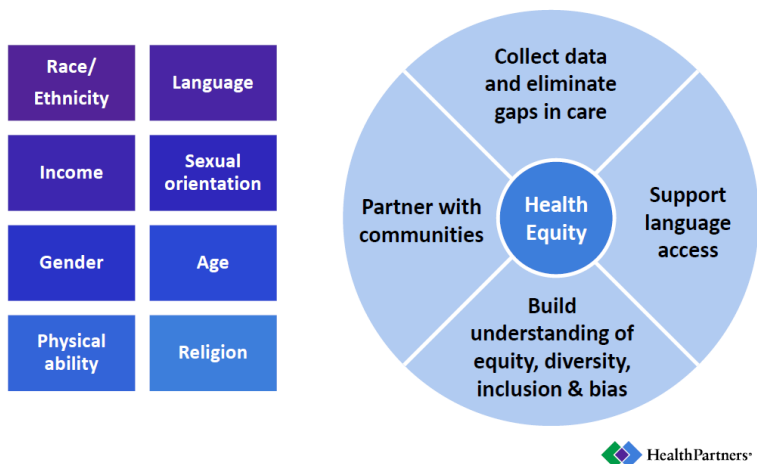 Race/
Ethnicity
Language
Income
Sexual
orientation
Gender
Age
Physical
ability
Religion
Collect data
and eliminate
gaps in care
Partner with
communities
Health
Equity
Support
language
access
Build
understanding of
equity, diversity,
inclusion & bias
HealthPartners®